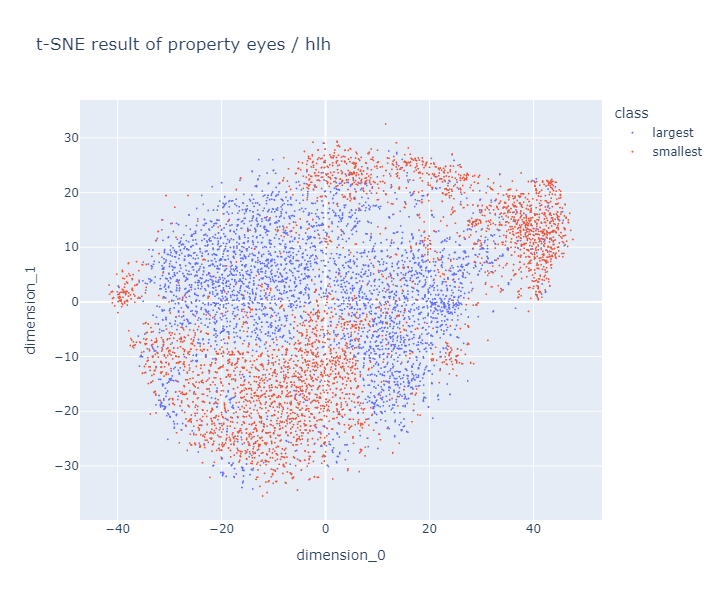 t-SNE result of property eyes / hlh
class
largest
smallest
30
20
10
0
−10
−20
−30
−40
−20
0
20
40
dimension_1
dimension_0